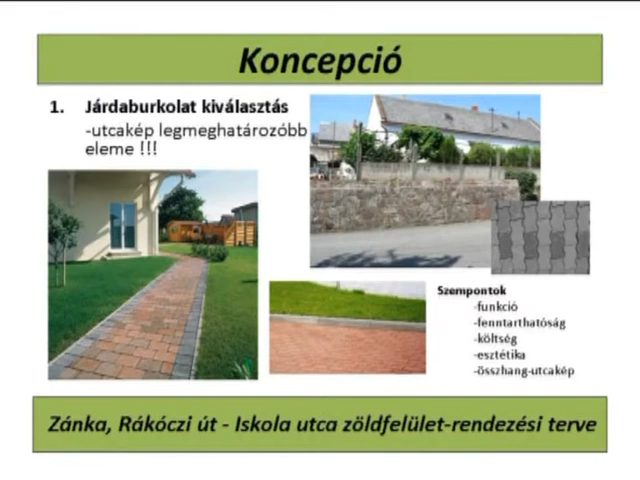 Koncepció
1. Járdaburkolat kiválasztás
-utcakép legmeghatározóbb
eleme !!!
Szempontok
-funkció
-fenntarthatóság
-költség
-esztétika
-összhang-utcakép
Zánka, Rákóczi út - Iskola utca zöldfelület-rendezési terve